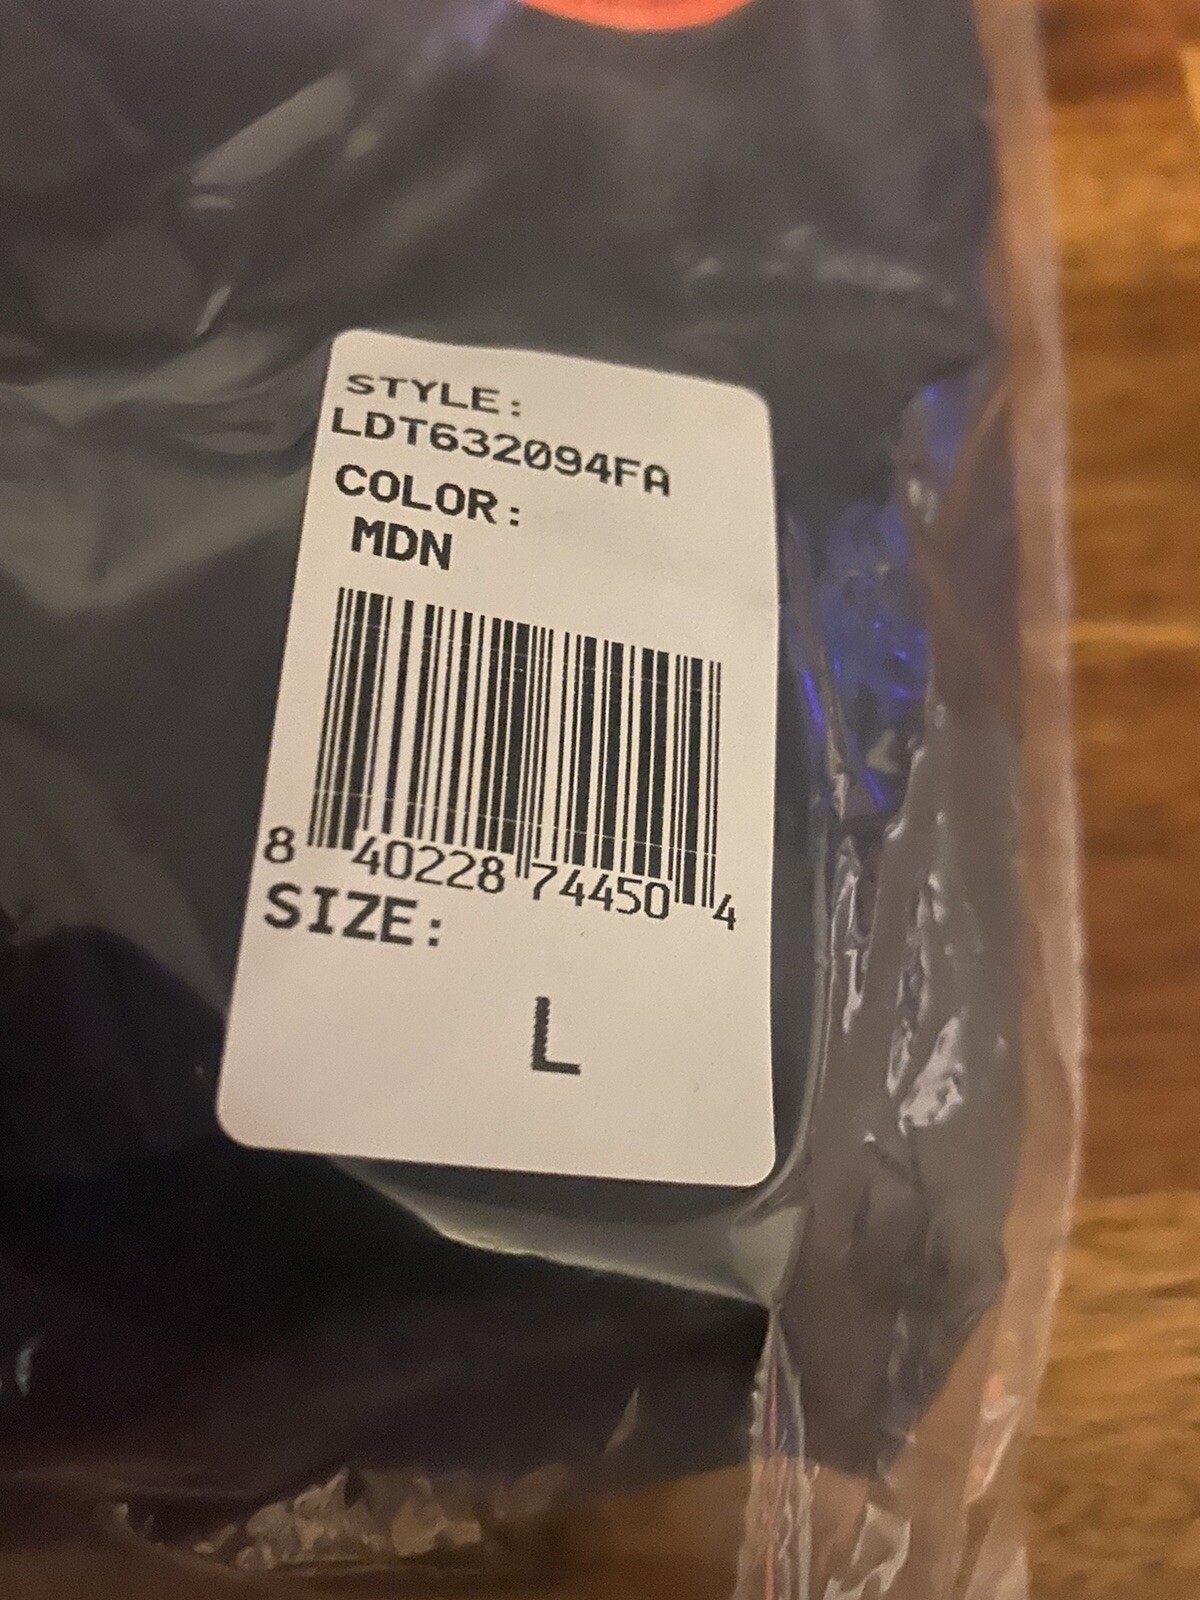 STYLE:
LDT632094FA
COLOR:
MDN
8 40228 74450 4
SIZE:
L